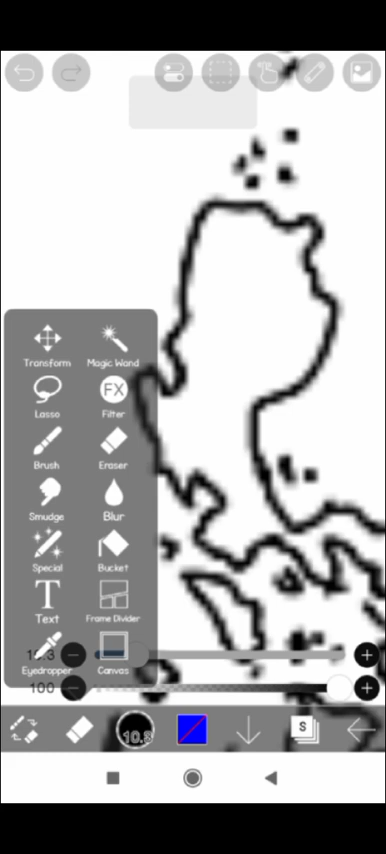 Transform Magic Wand
Lasso Filter
FX
Brush Eraser
Smudge Blur
Special Bucket
T
Text Frame Divider
Eyedropper Canvas
100
10.3
S